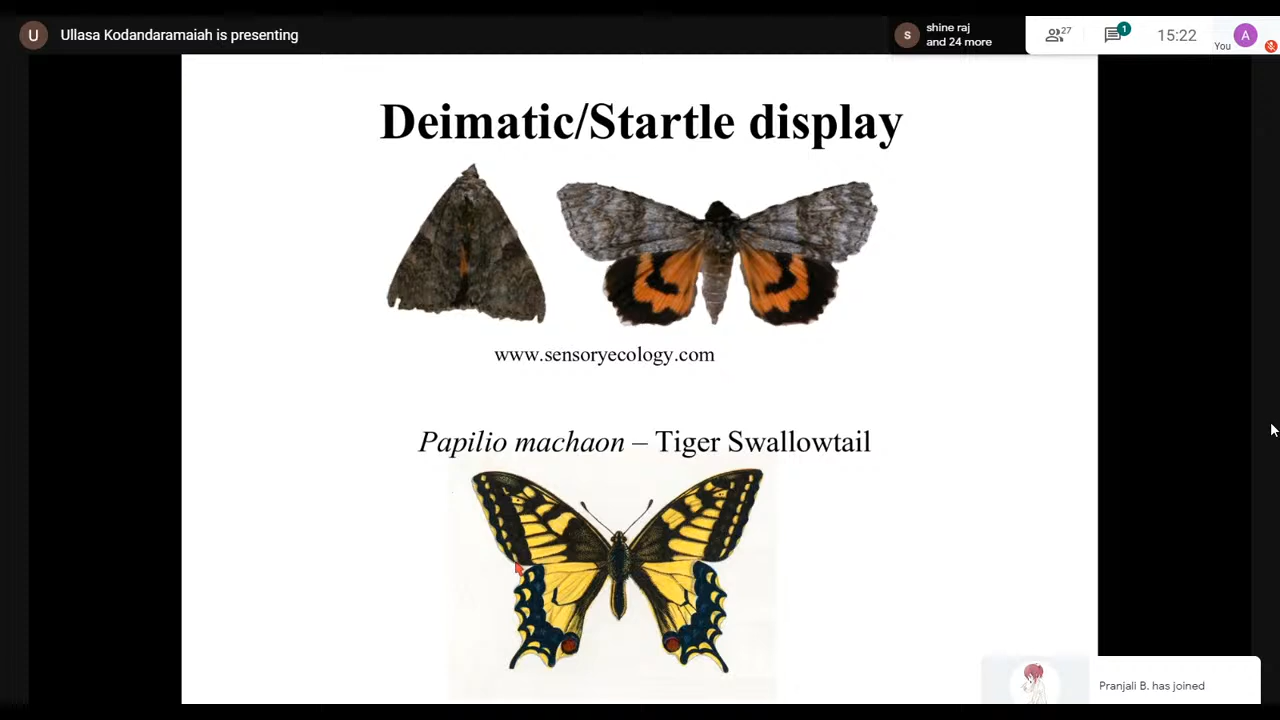 U
Ullasa Kodandaramaiah is presenting
S
shine raj
and 24 more
27
1
15:22
You
A
Deimatic/Startle display
www.sensoryecology.com
Papilio machaon – Tiger Swallowtail
Pranjali B. has joined